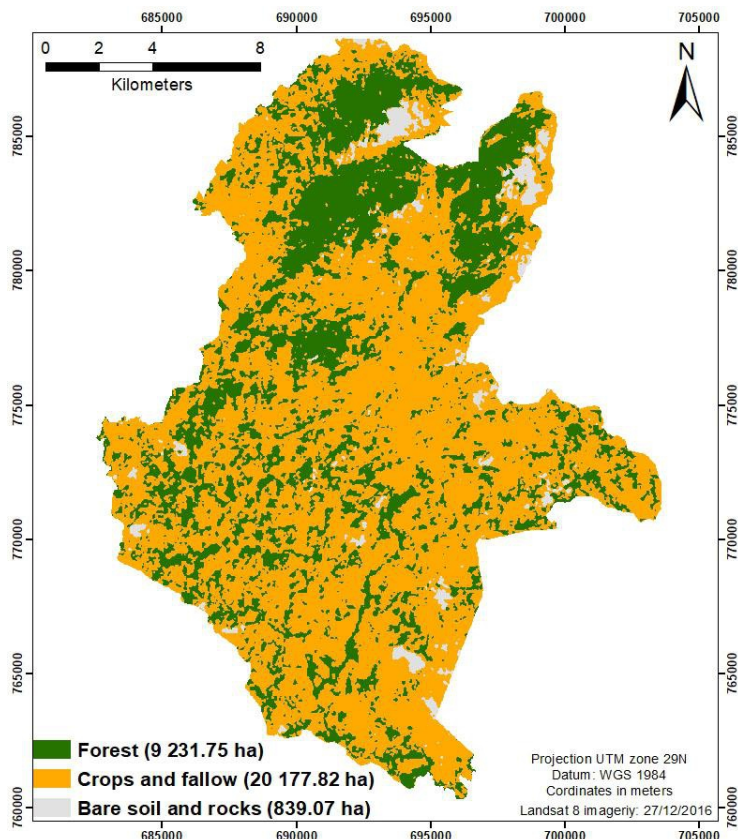 685000 690000 695000 700000 705000
0 2 4 8
Kilometers
N
785000 785000
780000 780000
775000 775000
770000 770000
765000 765000
760000 760000
Forest (9 231.75 ha)
Crops and fallow (20 177.82 ha)
Bare soil and rocks (839.07 ha)
Projection UTM zone 29N
Datum: WGS 1984
Cordinates in meters
Landsat 8 imageriy: 27/12/2016
685000 690000 695000 700000 705000